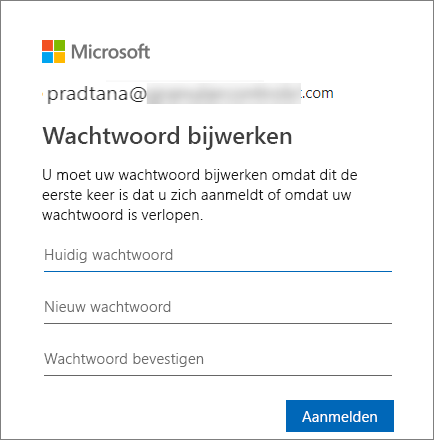 Microsoft
pradtana@ .com
Wachtwoord bijwerken
U moet uw wachtwoord bijwerken omdat dit de
eerste keer is dat u zich aanmeldt of omdat uw
wachtwoord is verlopen.
Huidig wachtwoord
Nieuw wachtwoord
Wachtwoord bevestigen
Aanmelden